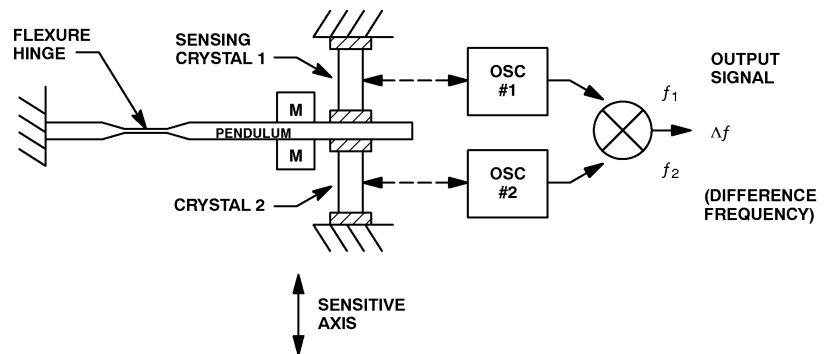 FLEXURE
HINGE
SENSING
CRYSTAL 1
OSC
#1
OUTPUT
SIGNAL
f1
M
PENDULUM
M
Λf
f2
CRYSTAL 2
OSC
#2
(DIFFERENCE
FREQUENCY)
SENSITIVE
AXIS